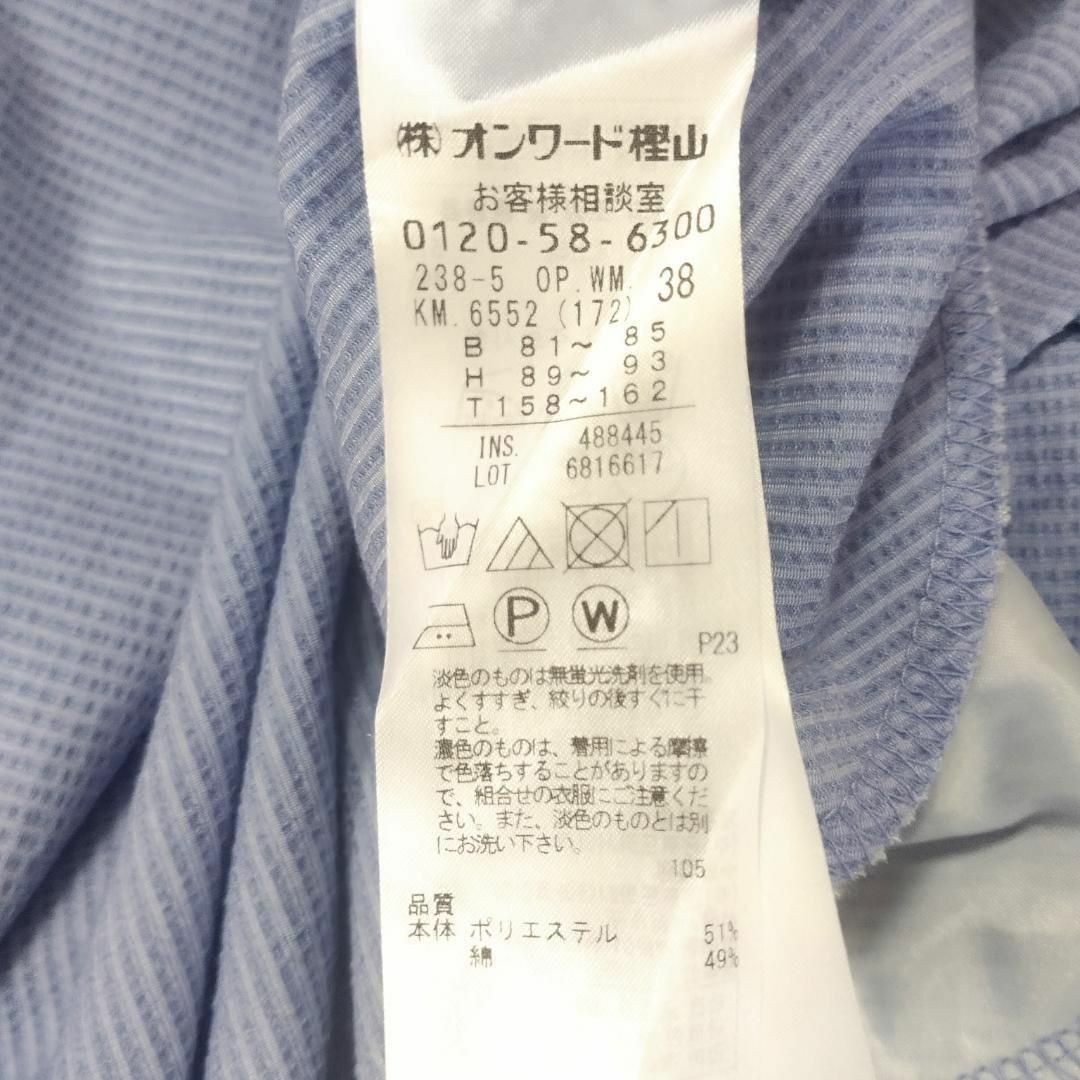 ㈱ オンワード樫山
お客様相談室
0120-58-6300
238-5 OP.WM. 38
KM.6552 (172)
B 81～ 85
H 89～ 93
T158～162
INS. 488445
LOT 6816617
P W
P23
淡色のものは無蛍光洗剤を使用。
よくすすぎ、絞りの後すぐに干
すこと。
濃色のものは、着用による摩擦
で色落ちすることがありますの
で、組合せの衣服にご注意くだ
さい。また、淡色のものとは別
にお洗い下さい。
105
品質
本体 ポリエステル 51%
綿 49%